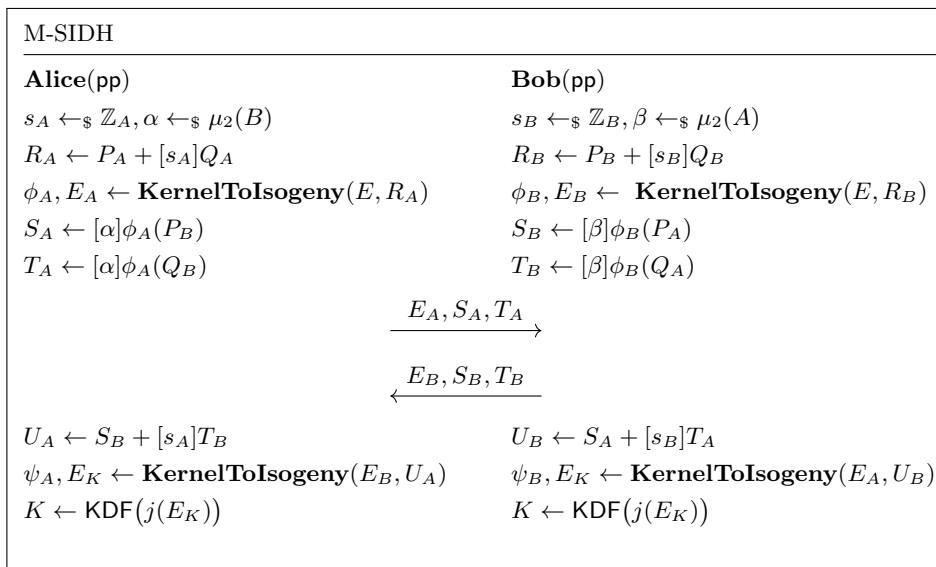 M-SIDH
Alice(pp) Bob(pp)
s_A ←$ ℤ_A, α ←$ μ_2(B) s_B ←$ ℤ_B, β ←$ μ_2(A)
R_A ← P_A + [s_A]Q_A R_B ← P_B + [s_B]Q_B
ϕ_A, E_A ← KernelToIsogeny(E, R_A) ϕ_B, E_B ← KernelToIsogeny(E, R_B)
S_A ← [α]ϕ_A(P_B) S_B ← [β]ϕ_B(P_A)
T_A ← [α]ϕ_A(Q_B) T_B ← [β]ϕ_B(Q_A)
E_A, S_A, T_A
E_B, S_B, T_B
U_A ← S_B + [s_A]T_B U_B ← S_A + [s_B]T_A
ψ_A, E_K ← KernelToIsogeny(E_B, U_A) ψ_B, E_K ← KernelToIsogeny(E_A, U_B)
K ← KDF(j(E_K)) K ← KDF(j(E_K))